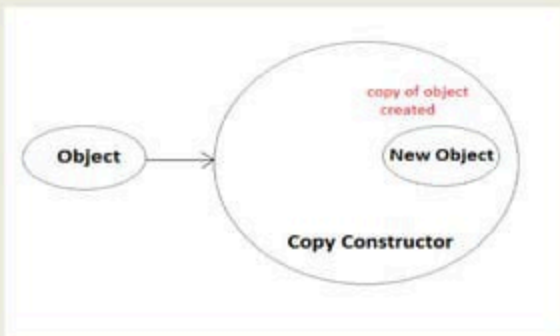 copy of object
created
Object
New Object
Copy Constructor